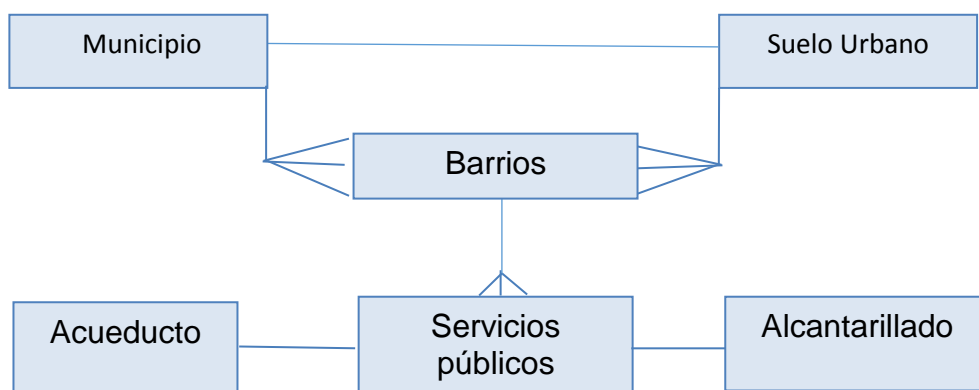 Municipio
Suelo Urbano
Barrios
Acueducto
Servicios
públicos
Alcantarillado